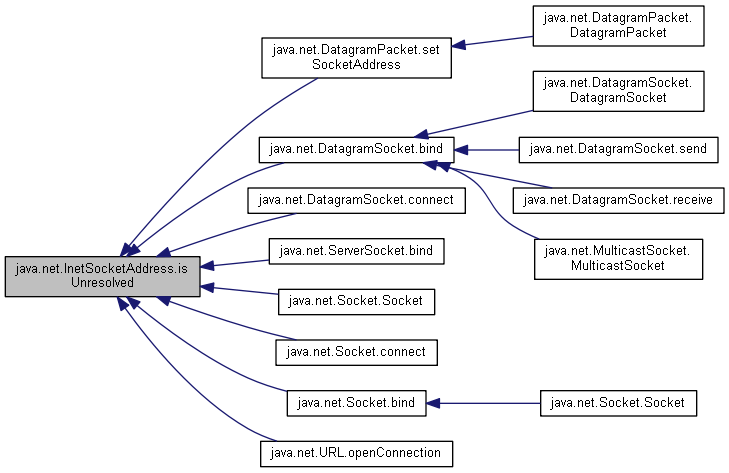 java.net.InetSocketAddress.is
Unresolved
java.net.DatagramPacket.set
SocketAddress
java.net.DatagramPacket.
DatagramPacket
java.net.DatagramSocket.bind
java.net.DatagramSocket.
DatagramSocket
java.net.DatagramSocket.send
java.net.DatagramSocket.receive
java.net.MulticastSocket.
MulticastSocket
java.net.DatagramSocket.connect
java.net.ServerSocket.bind
java.net.Socket.Socket
java.net.Socket.connect
java.net.Socket.bind
java.net.Socket.Socket
java.net.URL.openConnection